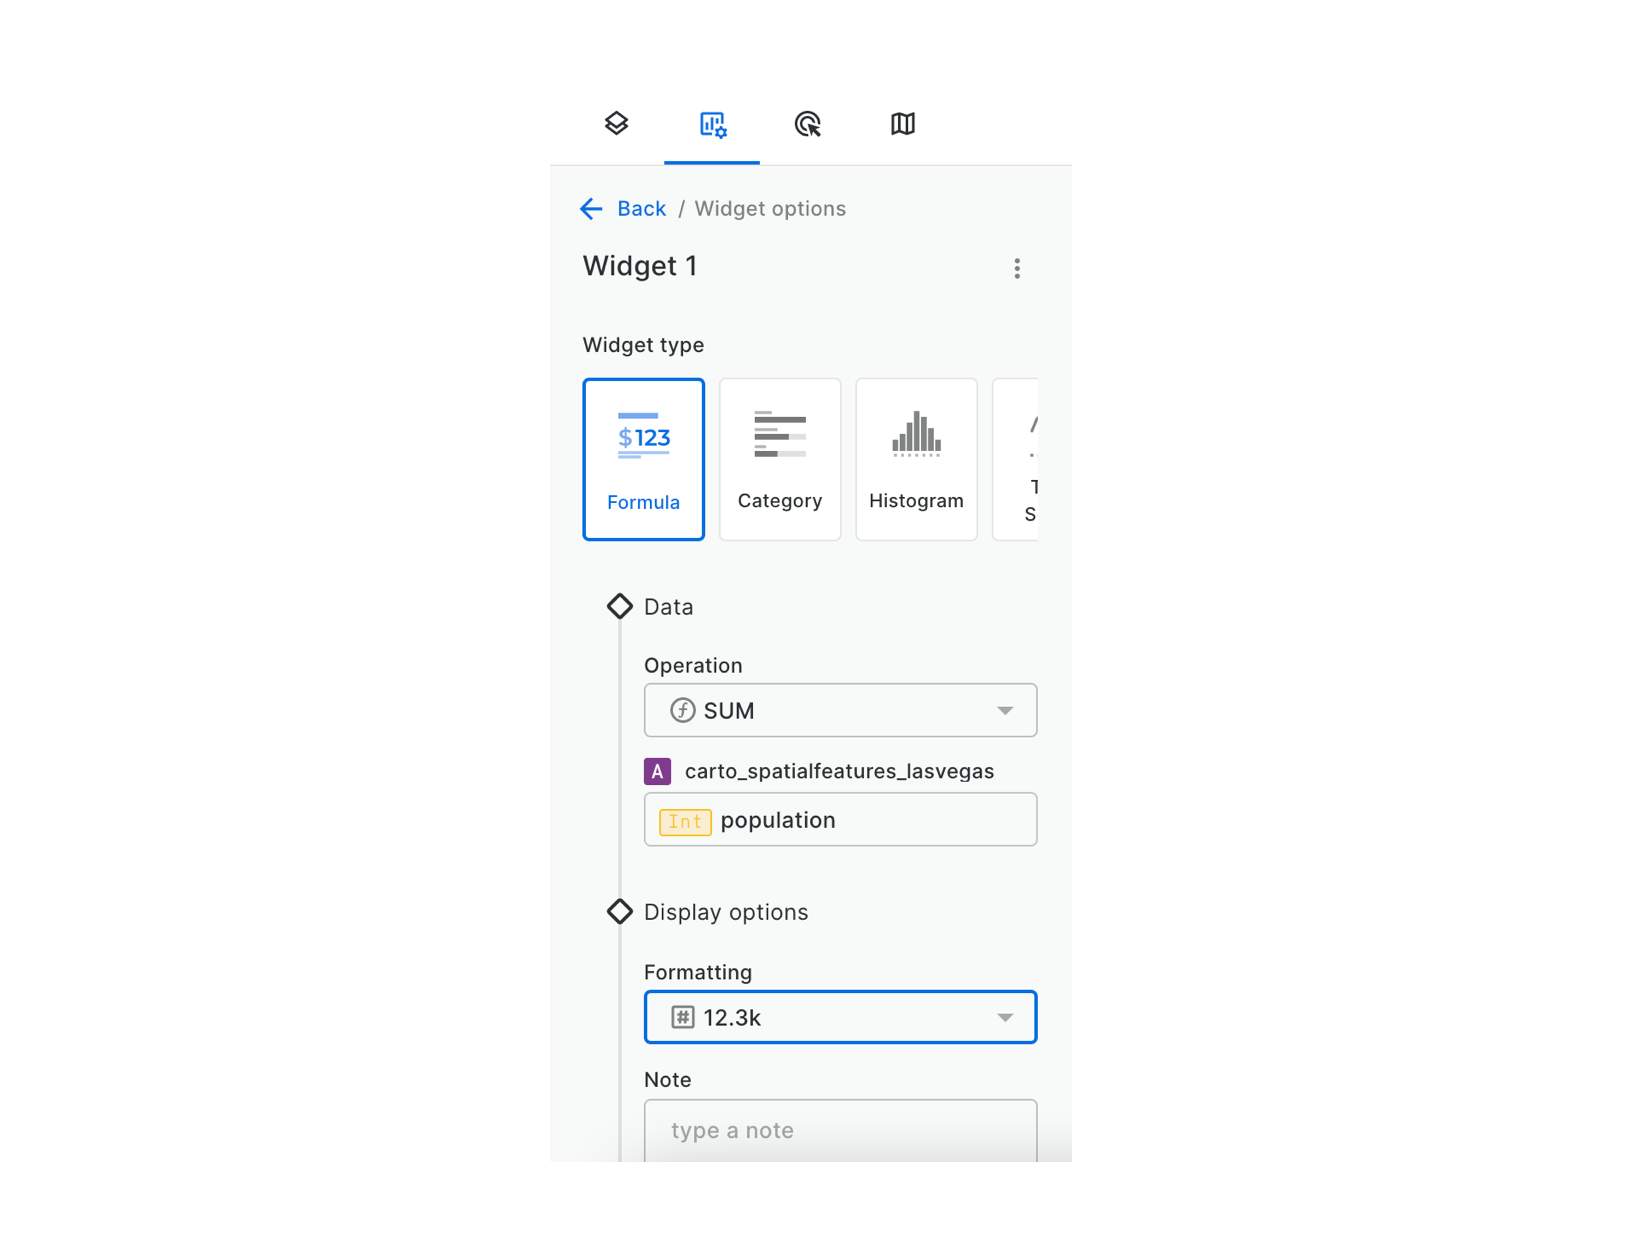 Back / Widget options
Widget 1
Widget type
$123
Formula
Category
Histogram
T
S
Data
Operation
SUM
A carto_spatialfeatures_lasvegas
Int population
Display options
Formatting
# 12.3k
Note
type a note